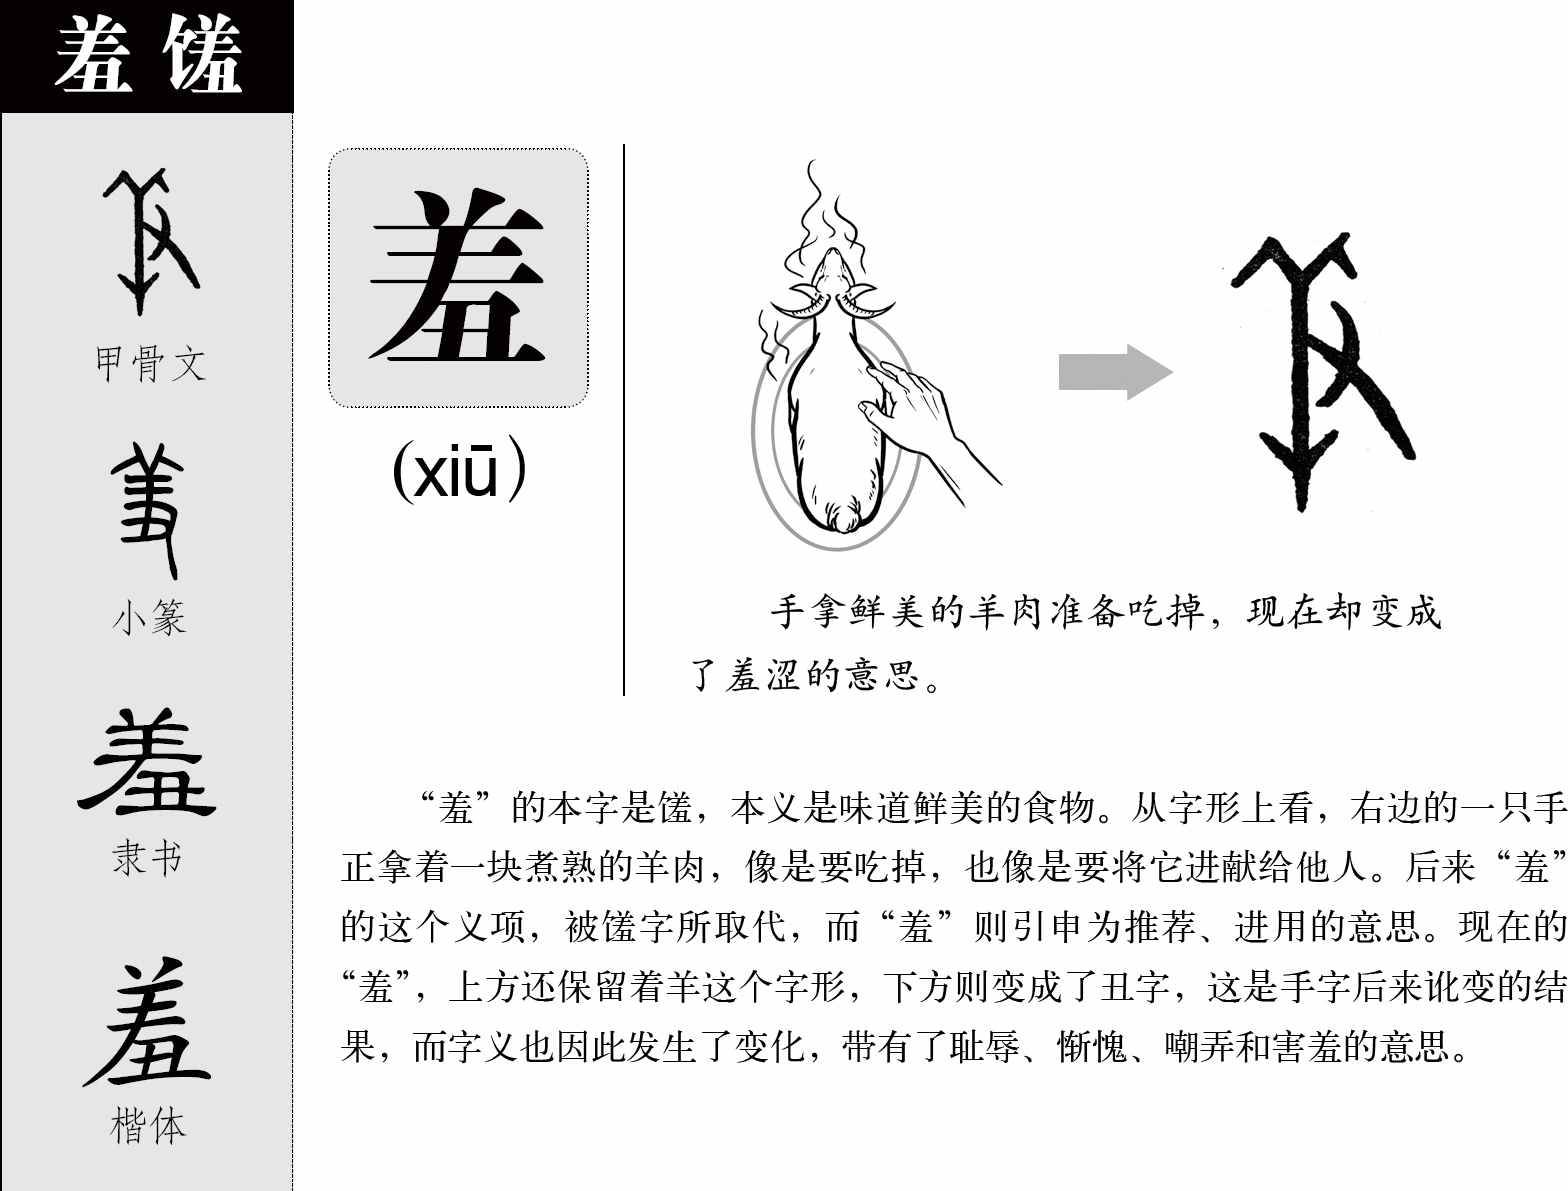 羞 馐
甲骨文
小篆
隶书
楷体
羞
(xiū)
手拿鲜美的羊肉准备吃掉，现在却变成
了羞涩的意思。
“羞”的本字是馐，本义是味道鲜美的食物。从字形上看，右边的一只手
正拿着一块煮熟的羊肉，像是要吃掉，也像是要将它进献给他人。后来“羞”
的这个义项，被馐字所取代，而“羞”则引申为推荐、进用的意思。现在的
“羞”，上方还保留着羊这个字形，下方则变成了丑字，这是手字后来讹变的结
果，而字义也因此发生了变化，带有了耻辱、惭愧、嘲弄和害羞的意思。